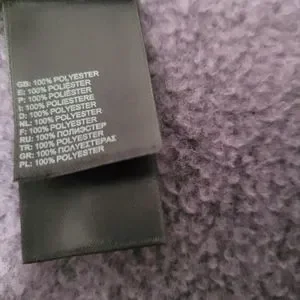 GB: 100% POLYESTER
E: 100% POLIÉSTER
P: 100% POLIÉSTER
I: 100% POLIESTERE
D: 100% POLYESTER
NL: 100% POLYESTER
F: 100% POLYESTER
RU: 100% ПОЛИЭСТЕР
TR: 100% POLYESTER
GR: 100% ΠΟΛΥΕΣΤΕΡΑΣ
PL: 100% POLYESTER